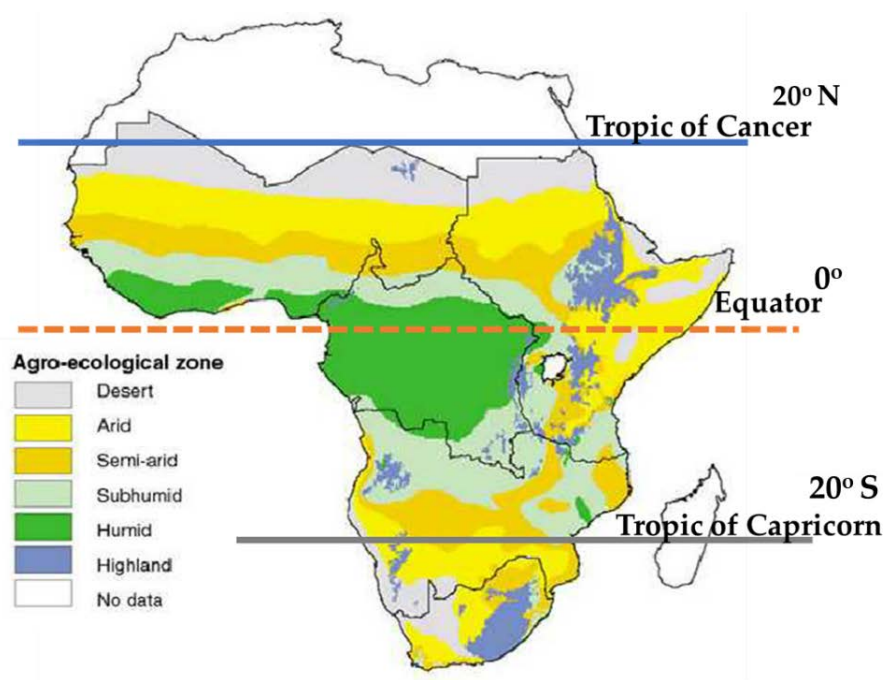 20º N
Tropic of Cancer
0º
Equator
Agro-ecological zone
Desert
Arid
Semi-arid
Subhumid
Humid
Highland
No data
20º S
Tropic of Capricorn